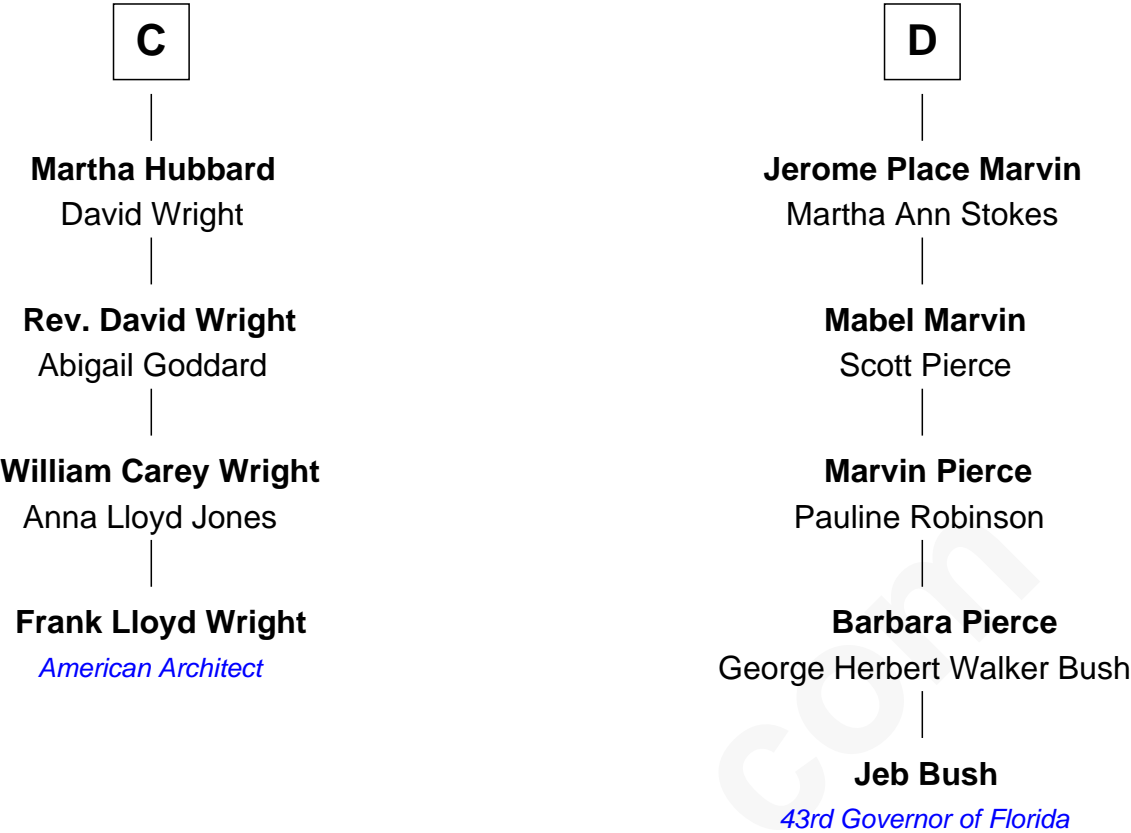 C
Martha Hubbard
David Wright
Rev. David Wright
Abigail Goddard
William Carey Wright
Anna Lloyd Jones
Frank Lloyd Wright
American Architect
D
Jerome Place Marvin
Martha Ann Stokes
Mabel Marvin
Scott Pierce
Marvin Pierce
Pauline Robinson
Barbara Pierce
George Herbert Walker Bush
Jeb Bush
43rd Governor of Florida
com